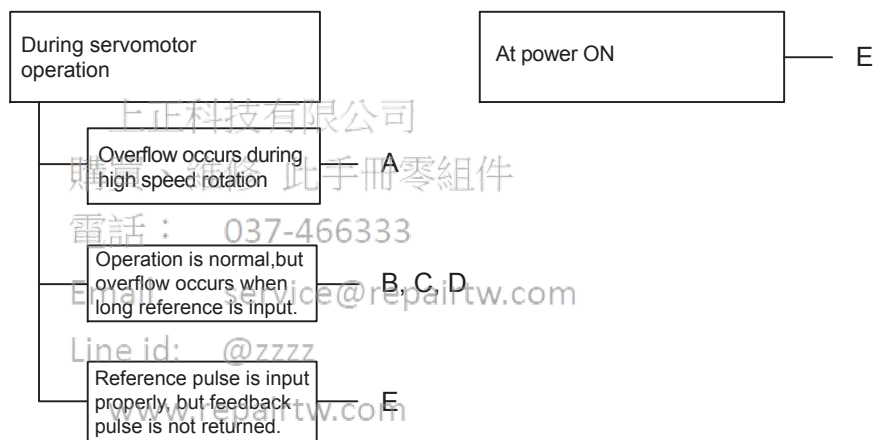 During servomotor
operation
At power ON
E
上正科技有限公司
Overflow occurs during
high speed rotation
A
購買、維修 此手冊零組件
電話： 037-466333
Operation is normal,but
overflow occurs when
long reference is input.
B, C, D
Email: service@repairtw.com
Line id: @zzzz
Reference pulse is input
properly, but feedback
pulse is not returned.
E
www.repairtw.com